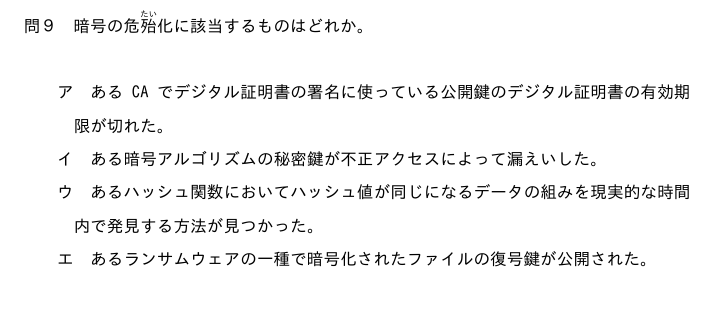 問９　暗号の危殆たい化に該当するものはどれか。
ア　ある CA でデジタル証明書の署名に使っている公開鍵のデジタル証明書の有効期
限が切れた。
イ　ある暗号アルゴリズムの秘密鍵が不正アクセスによって漏えいした。
ウ　あるハッシュ関数においてハッシュ値が同じになるデータの組みを現実的な時間
内で発見する方法が見つかった。
エ　あるランサムウェアの一種で暗号化されたファイルの復号鍵が公開された。